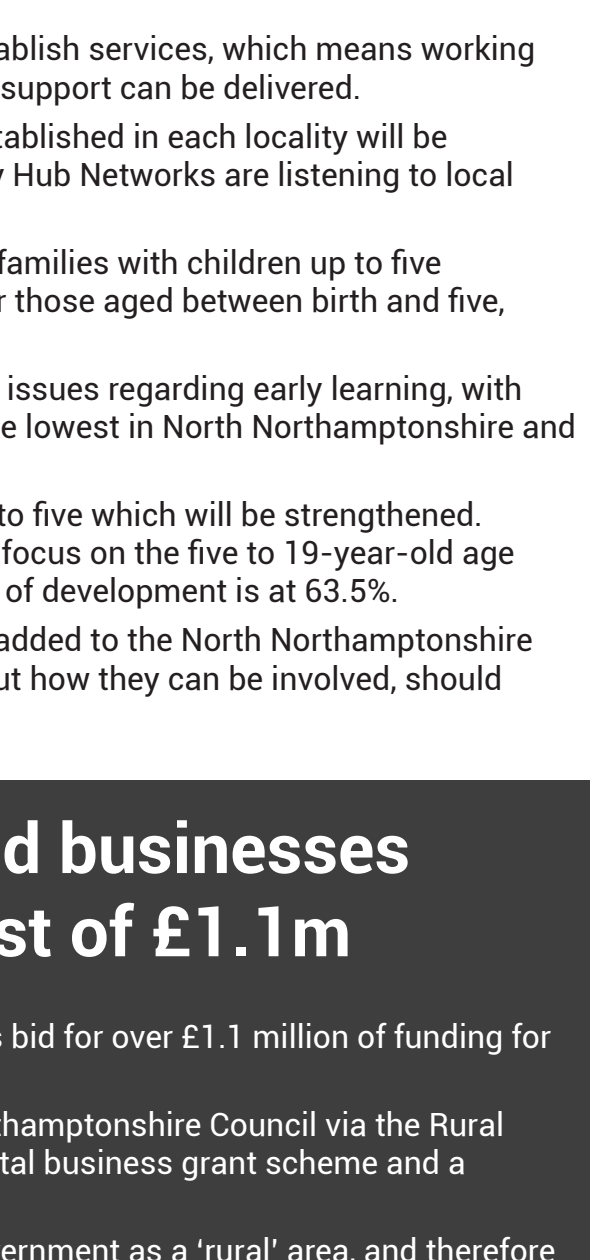 ablish services, which means working
support can be delivered.
tablished in each locality will be
y Hub Networks are listening to local
families with children up to five
r those aged between birth and five,
issues regarding early learning, with
e lowest in North Northamptonshire and
to five which will be strengthened.
focus on the five to 19-year-old age
of development is at 63.5%.
added to the North Northamptonshire
ut how they can be involved, should
d businesses
st of £1.1m
s bid for over £1.1 million of funding for
thamptonshire Council via the Rural
tal business grant scheme and a
ernment as a ‘rural’ area, and therefore